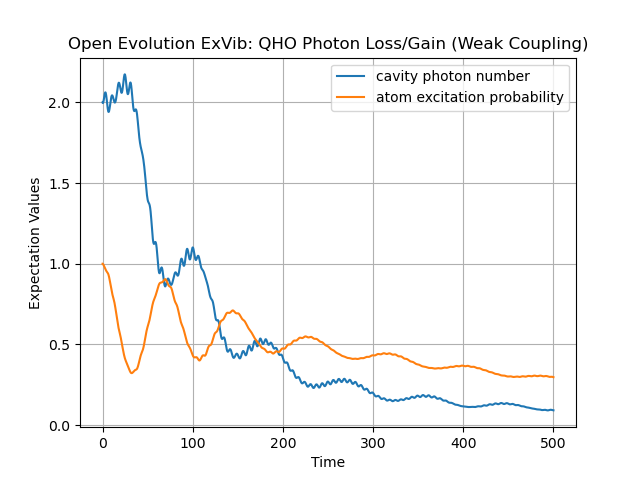 Open Evolution ExVib: QHO Photon Loss/Gain (Weak Coupling)
cavity photon number
atom excitation probability
Expectation Values
2.0
1.5
1.0
0.5
0.0
0 100 200 300 400 500
Time